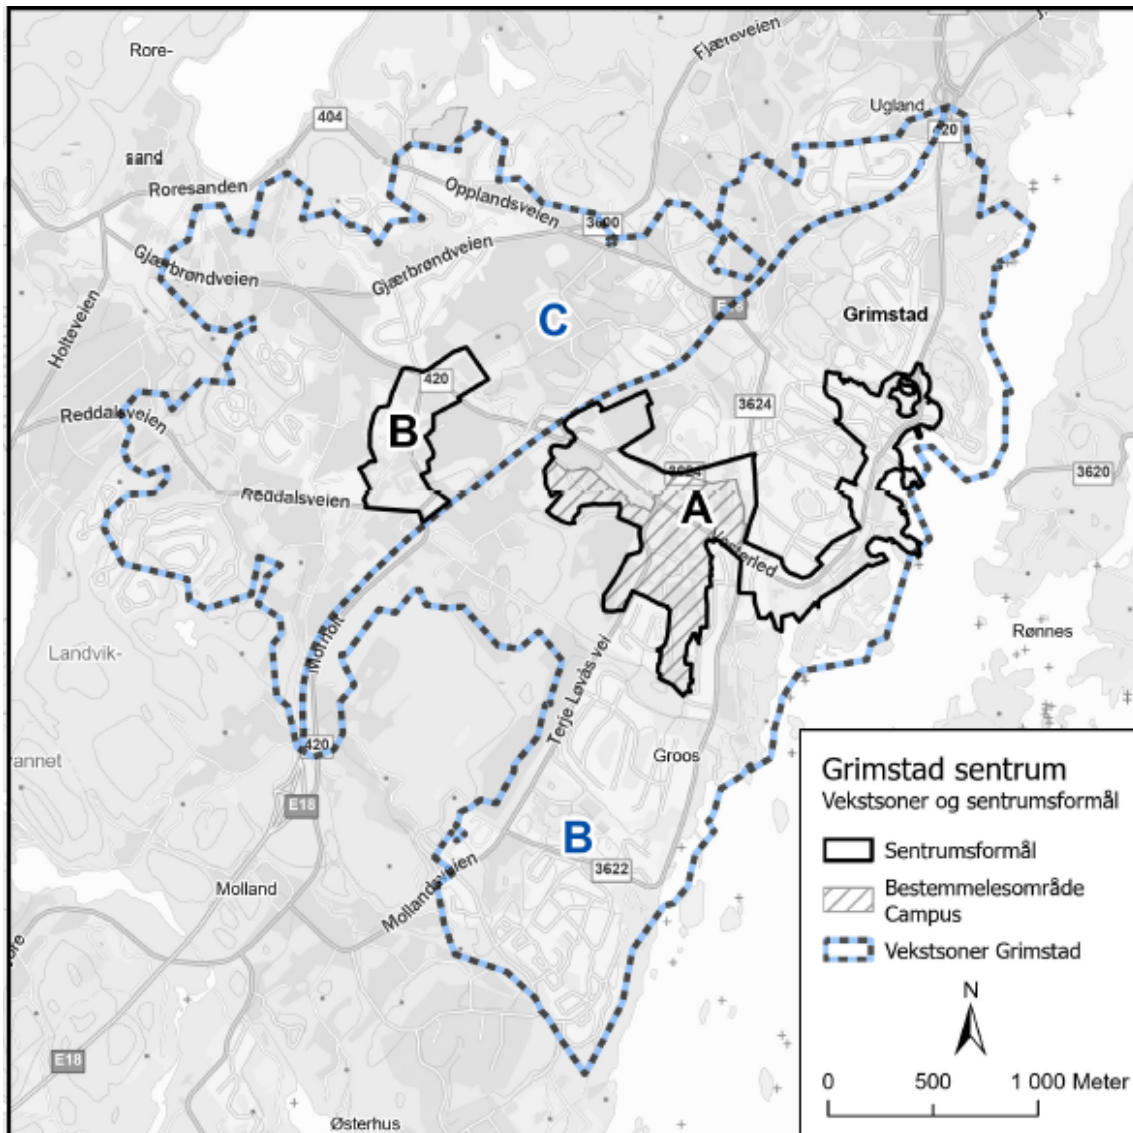 Rore-
Fjæreveien
Ugland
404
420
sand
Roresanden
Opplandsveien
3600
Gjærbrøndveien
Gjærbrøndveien
Holteveien
E18
C
Grimstad
420
3624
Reddalsveien
B
3620
A
Reddalsveien
Vesterled
Morholt
Rønnes
Landvik-
Terje Løvås vei
420
vannet
Groos
E18
B
3622
Molland
Mollandsveien
E18
Østerhus
Grimstad sentrum
Vekstsoner og sentrumsformål
Sentrumsformål
Bestemmelesområde
Campus
Vekstsoner Grimstad
N
0 500 1 000 Meter